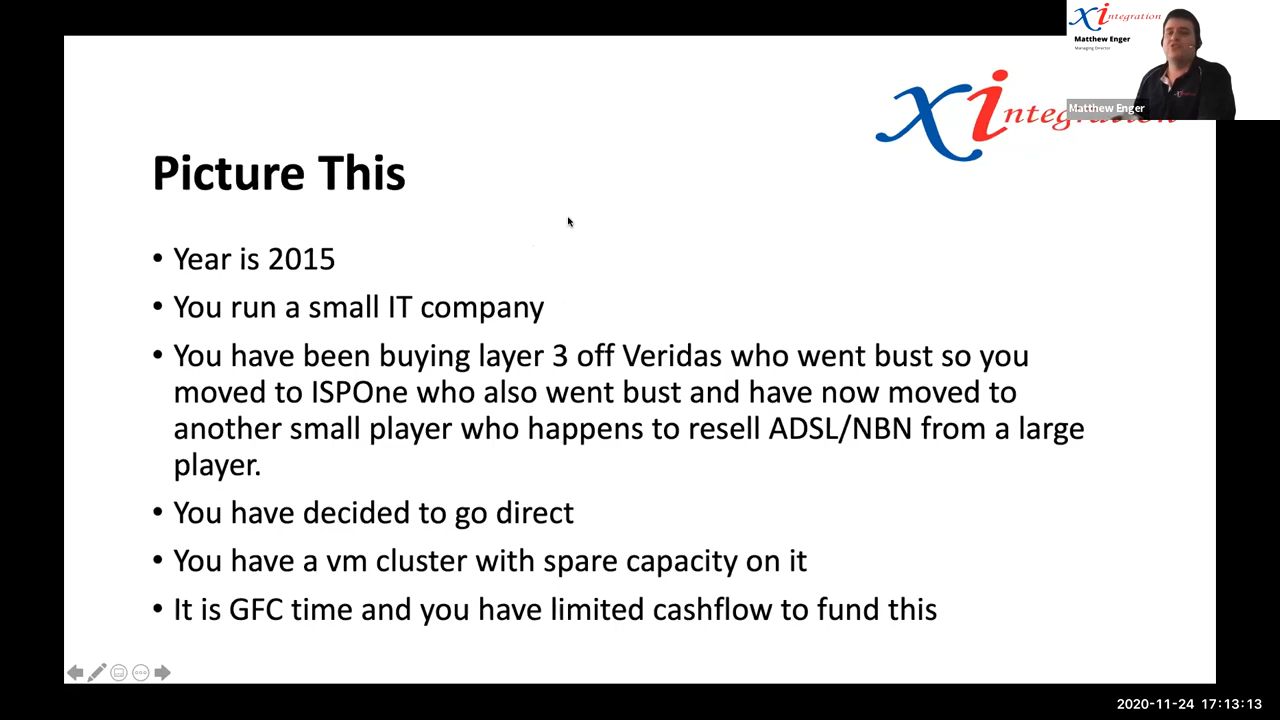 xi ntegration
Matthew Enger
Managing Director
Matthew Enger
xi ntegration
Picture This
• Year is 2015
• You run a small IT company
• You have been buying layer 3 off Veridas who went bust so you
moved to ISPOne who also went bust and have now moved to
another small player who happens to resell ADSL/NBN from a large
player.
• You have decided to go direct
• You have a vm cluster with spare capacity on it
• It is GFC time and you have limited cashflow to fund this
2020-11-24 17:13:13